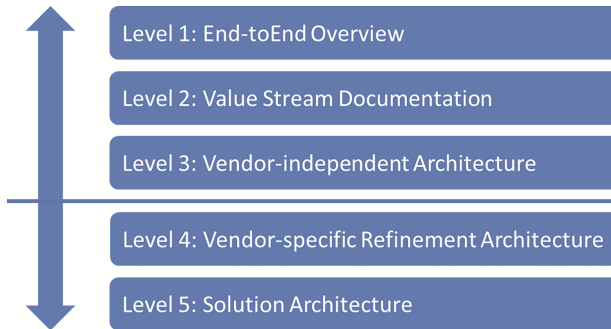 Level 1: End-toEnd Overview
Level 2: Value Stream Documentation
Level 3: Vendor-independent Architecture
Level 4: Vendor-specific Refinement Architecture
Level 5: Solution Architecture